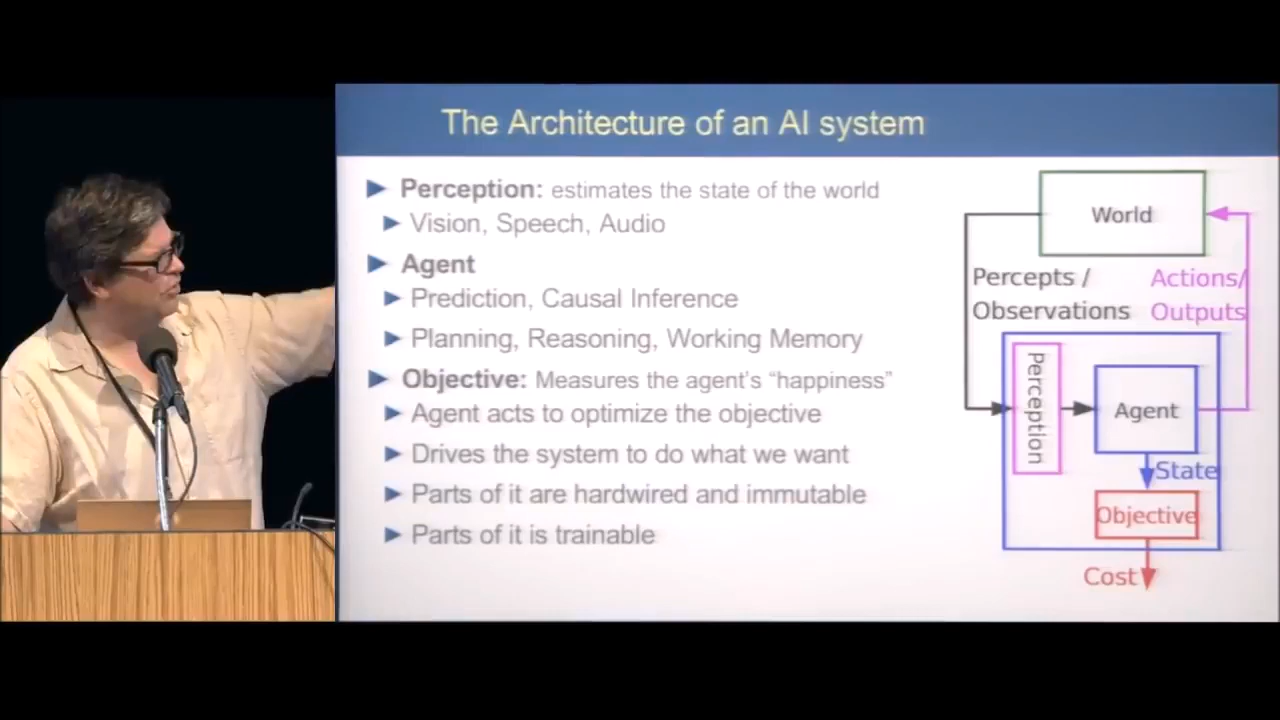 The Architecture of an AI system
Perception: estimates the state of the world
Vision, Speech, Audio
Agent
Prediction, Causal Inference
Planning, Reasoning, Working Memory
Objective: Measures the agent's “happiness”
Agent acts to optimize the objective
Drives the system to do what we want
Parts of it are hardwired and immutable
Parts of it is trainable
World
Percepts /
Observations
Actions/
Outputs
Perception
Agent
State
Objective
Cost